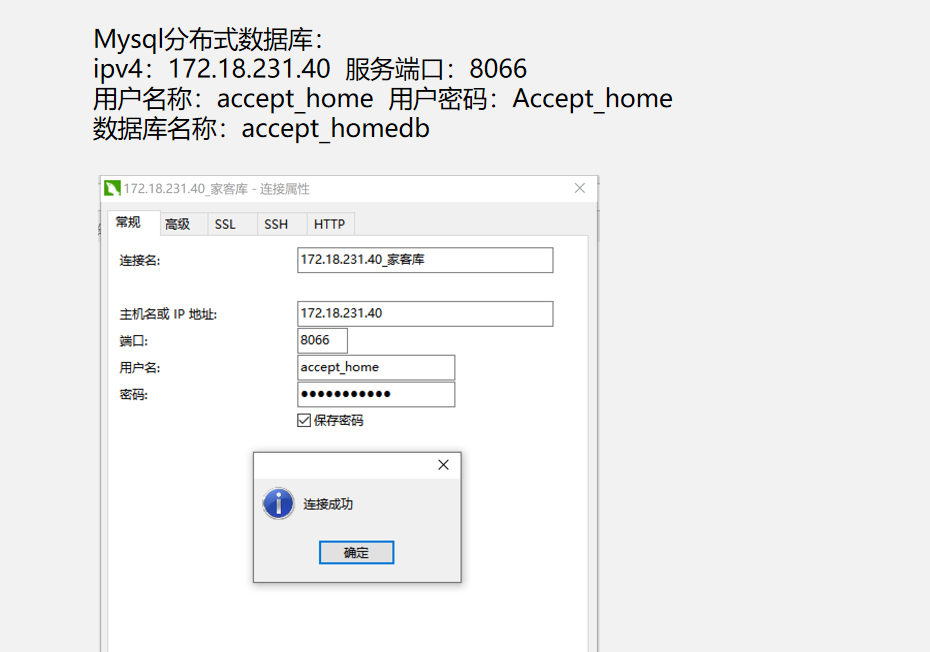 Mysql分布式数据库：
ipv4：172.18.231.40 服务端口：8066
用户名称：accept_home 用户密码：Accept_home
数据库名称：accept_homedb
172.18.231.40_家客库 - 连接属性
常规 高级 SSL SSH HTTP
连接名: 172.18.231.40_家客库
主机名或 IP 地址: 172.18.231.40
端口: 8066
用户名: accept_home
密码: ●●●●●●●●●●●
保存密码
连接成功
确定